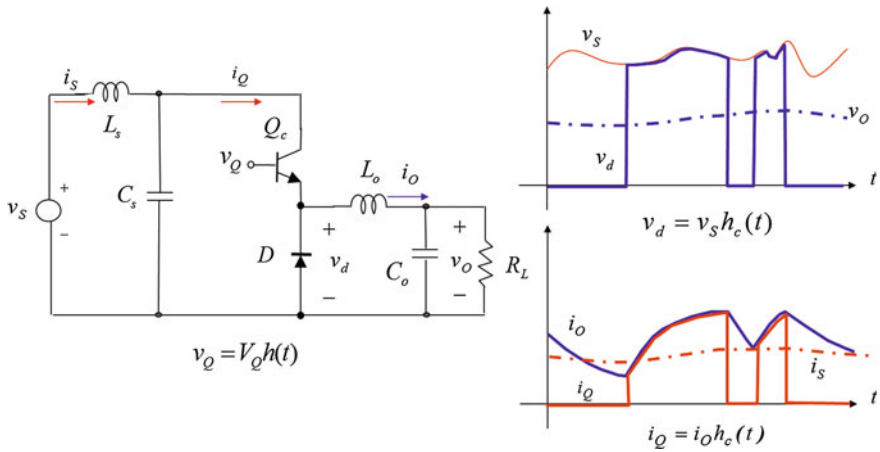 i_S
i_Q
L_s
Q_c
v_Q
L_o
i_O
+
v_S
−
C_s
D
+
v_d
−
C_o
+
v_O
−
R_L
v_Q = V_Q h(t)
v_S
v_O
v_d
t
v_d = v_S h_c(t)
i_O
i_S
i_Q
t
i_Q = i_O h_c(t)